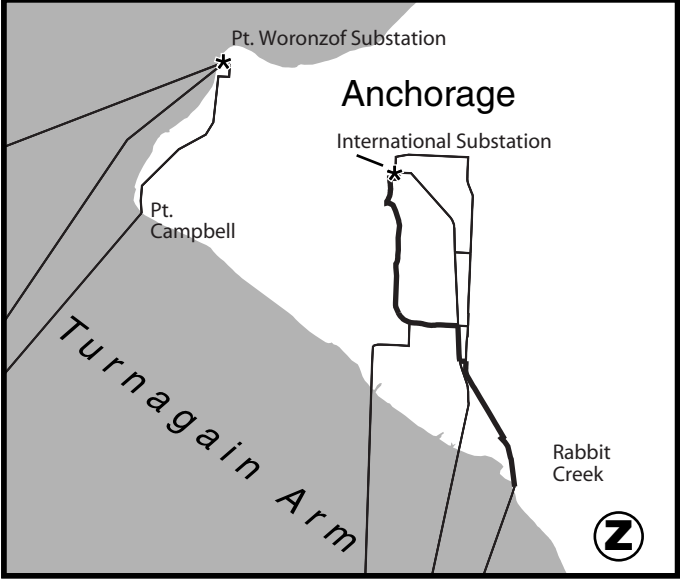 Pt. Woronzof Substation
Anchorage
International Substation
Pt.
Campbell
Turnagain Arm
Rabbit
Creek
Z